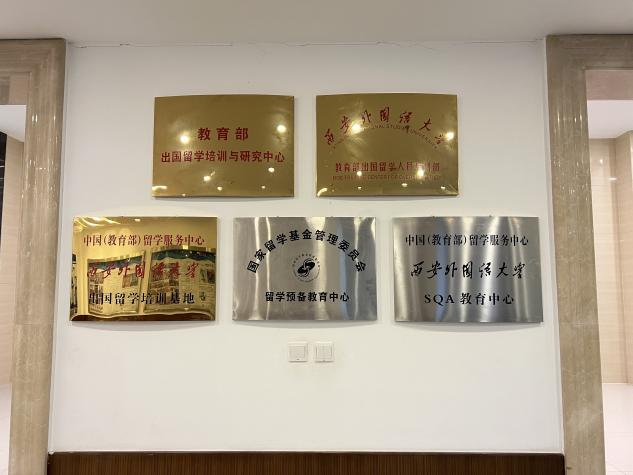 教育部
出国留学培训与研究中心
西安外国语大学
教育部出国留学人员培训部
中国(教育部)留学服务中心
西安外国语大学
出国留学培训基地
国家留学基金管理委员会
留学预备教育中心
中国(教育部)留学服务中心
西安外国语大学
SQA 教育中心